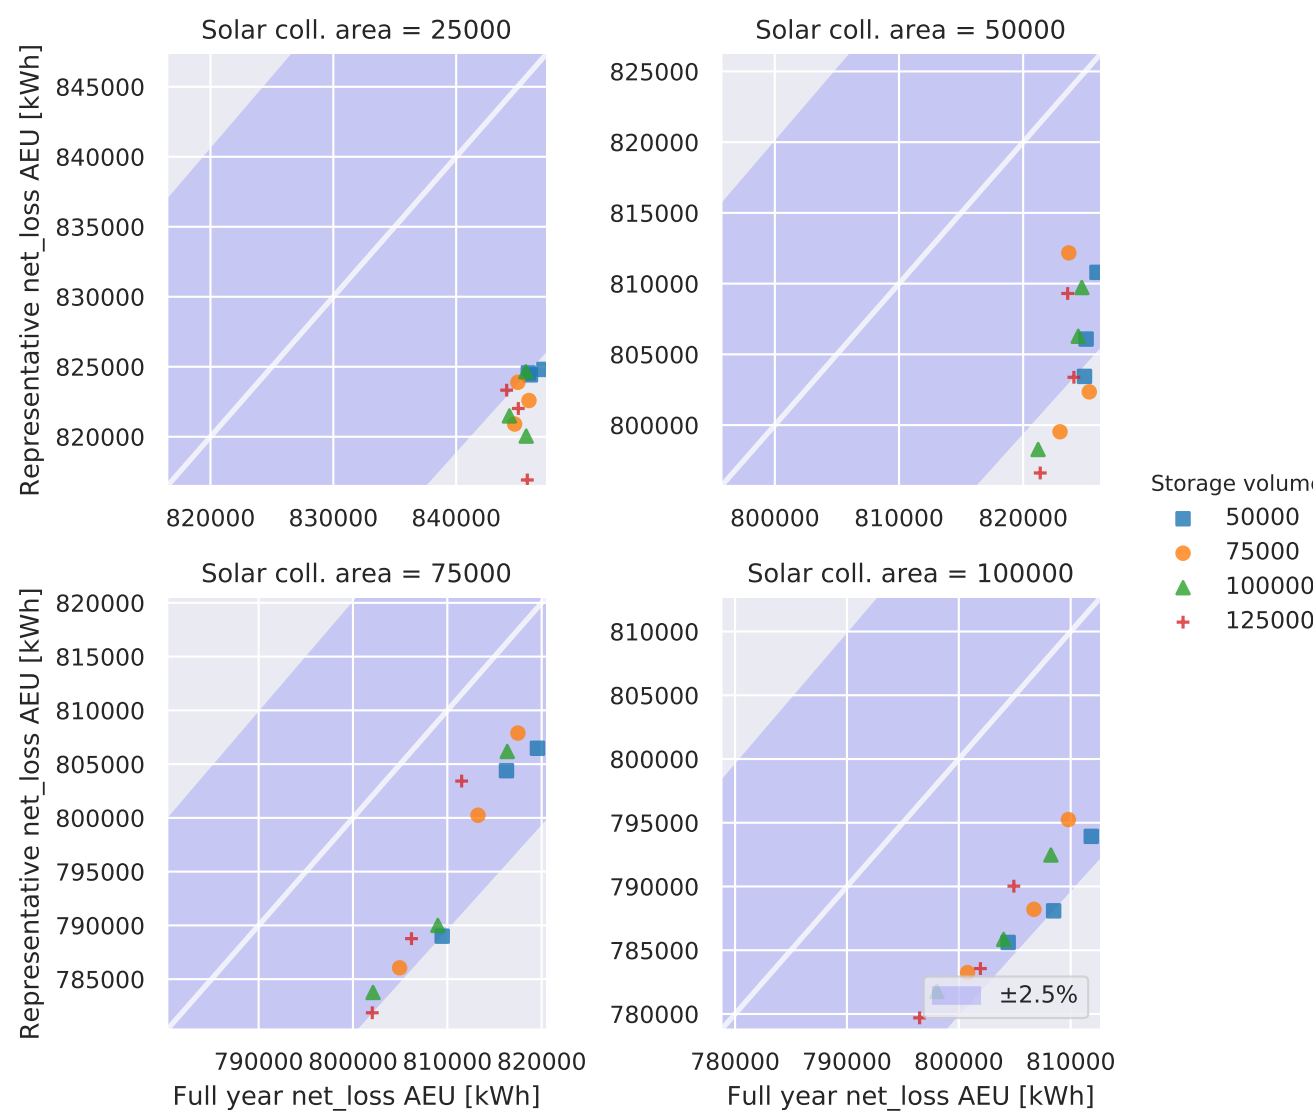 Solar coll. area = 25000
Solar coll. area = 50000
Representative net_loss AEU [kWh]
845000
840000
835000
830000
825000
820000
820000 830000 840000
825000
820000
815000
810000
805000
800000
800000 810000 820000
Storage volume
50000
75000
100000
125000
Solar coll. area = 75000
Solar coll. area = 100000
Representative net_loss AEU [kWh]
820000
815000
810000
805000
800000
795000
790000
785000
790000 800000 810000 820000
Full year net_loss AEU [kWh]
810000
805000
800000
795000
790000
785000
780000
±2.5%
780000 790000 800000 810000
Full year net_loss AEU [kWh]